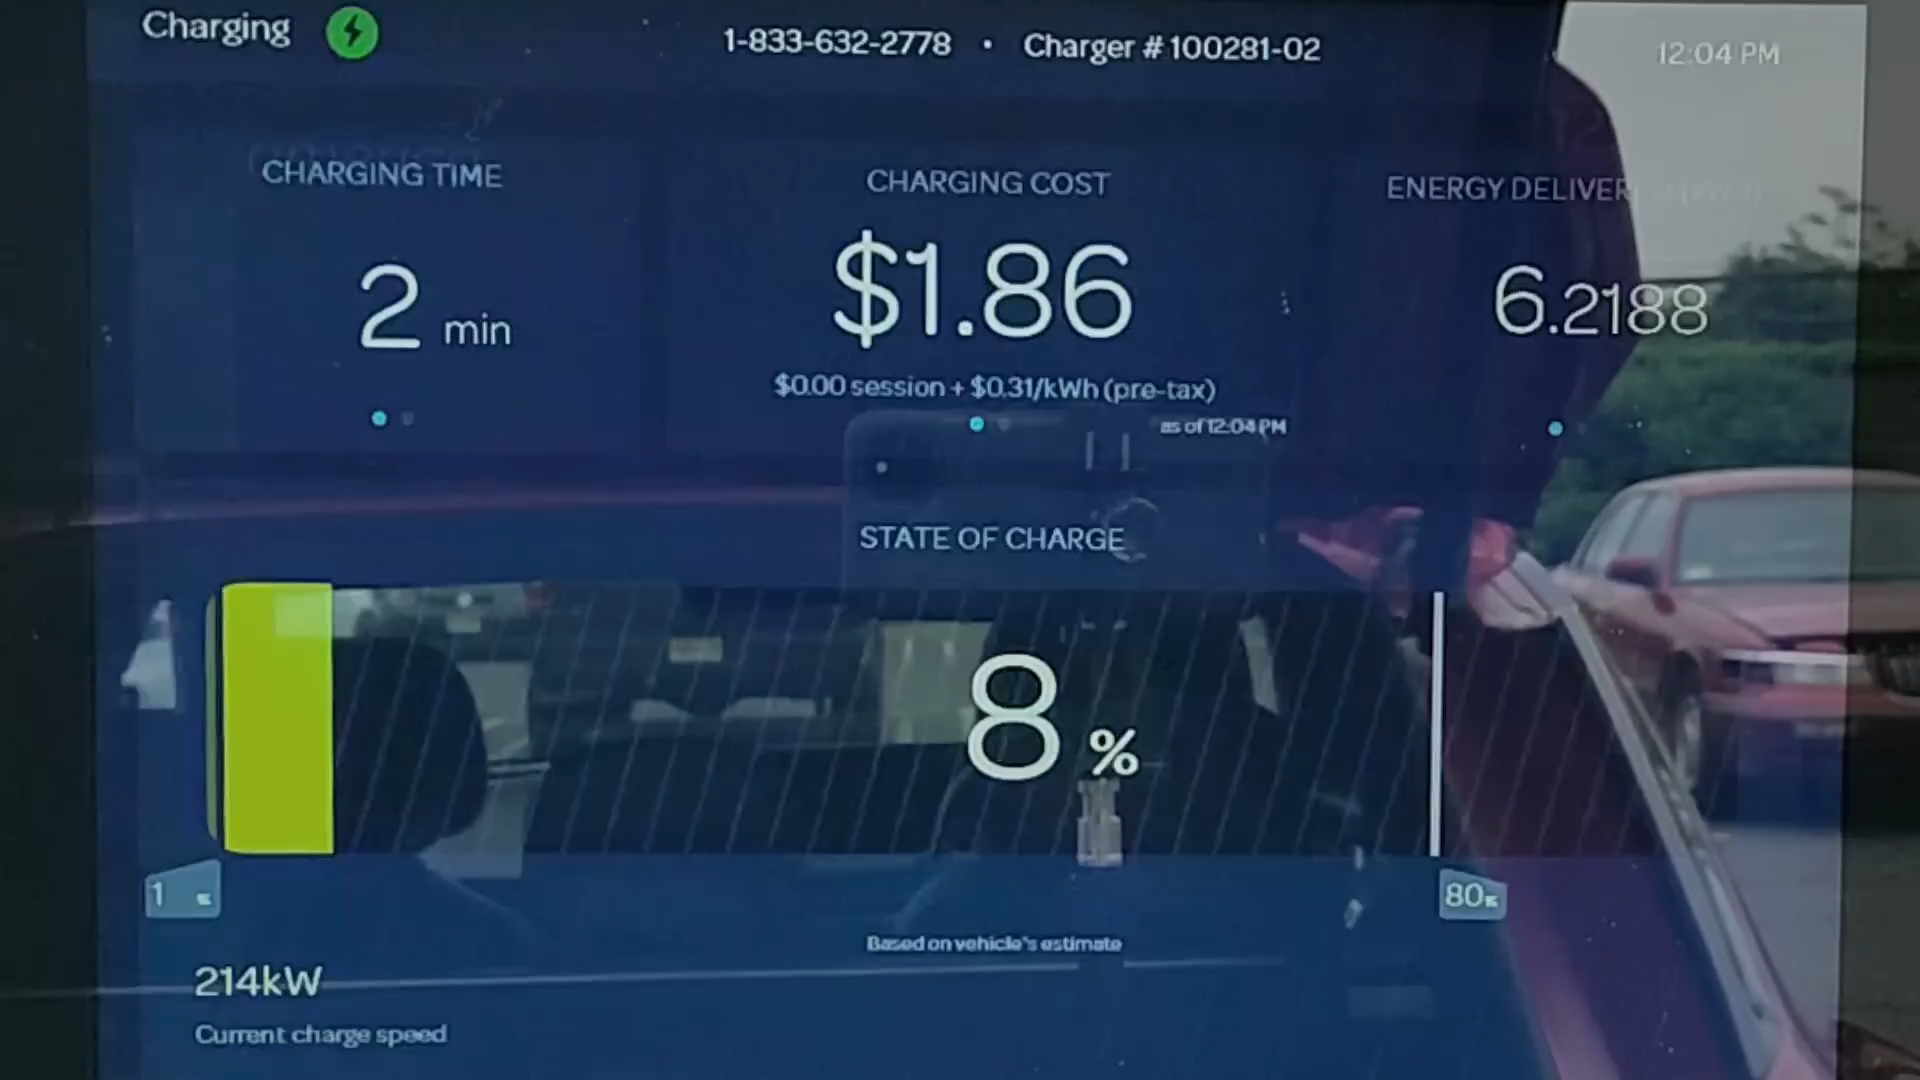 Charging
1-833-632-2778 • Charger # 100281-02
12:04 PM
CHARGING TIME
2 min
CHARGING COST
$1.86
$0.00 session + $0.31/kWh (pre-tax)
as of 12:04 PM
ENERGY
6.2188
STATE OF CHARGE
8 %
1
80%
Based on vehicle's estimate
214kW
Current charge speed